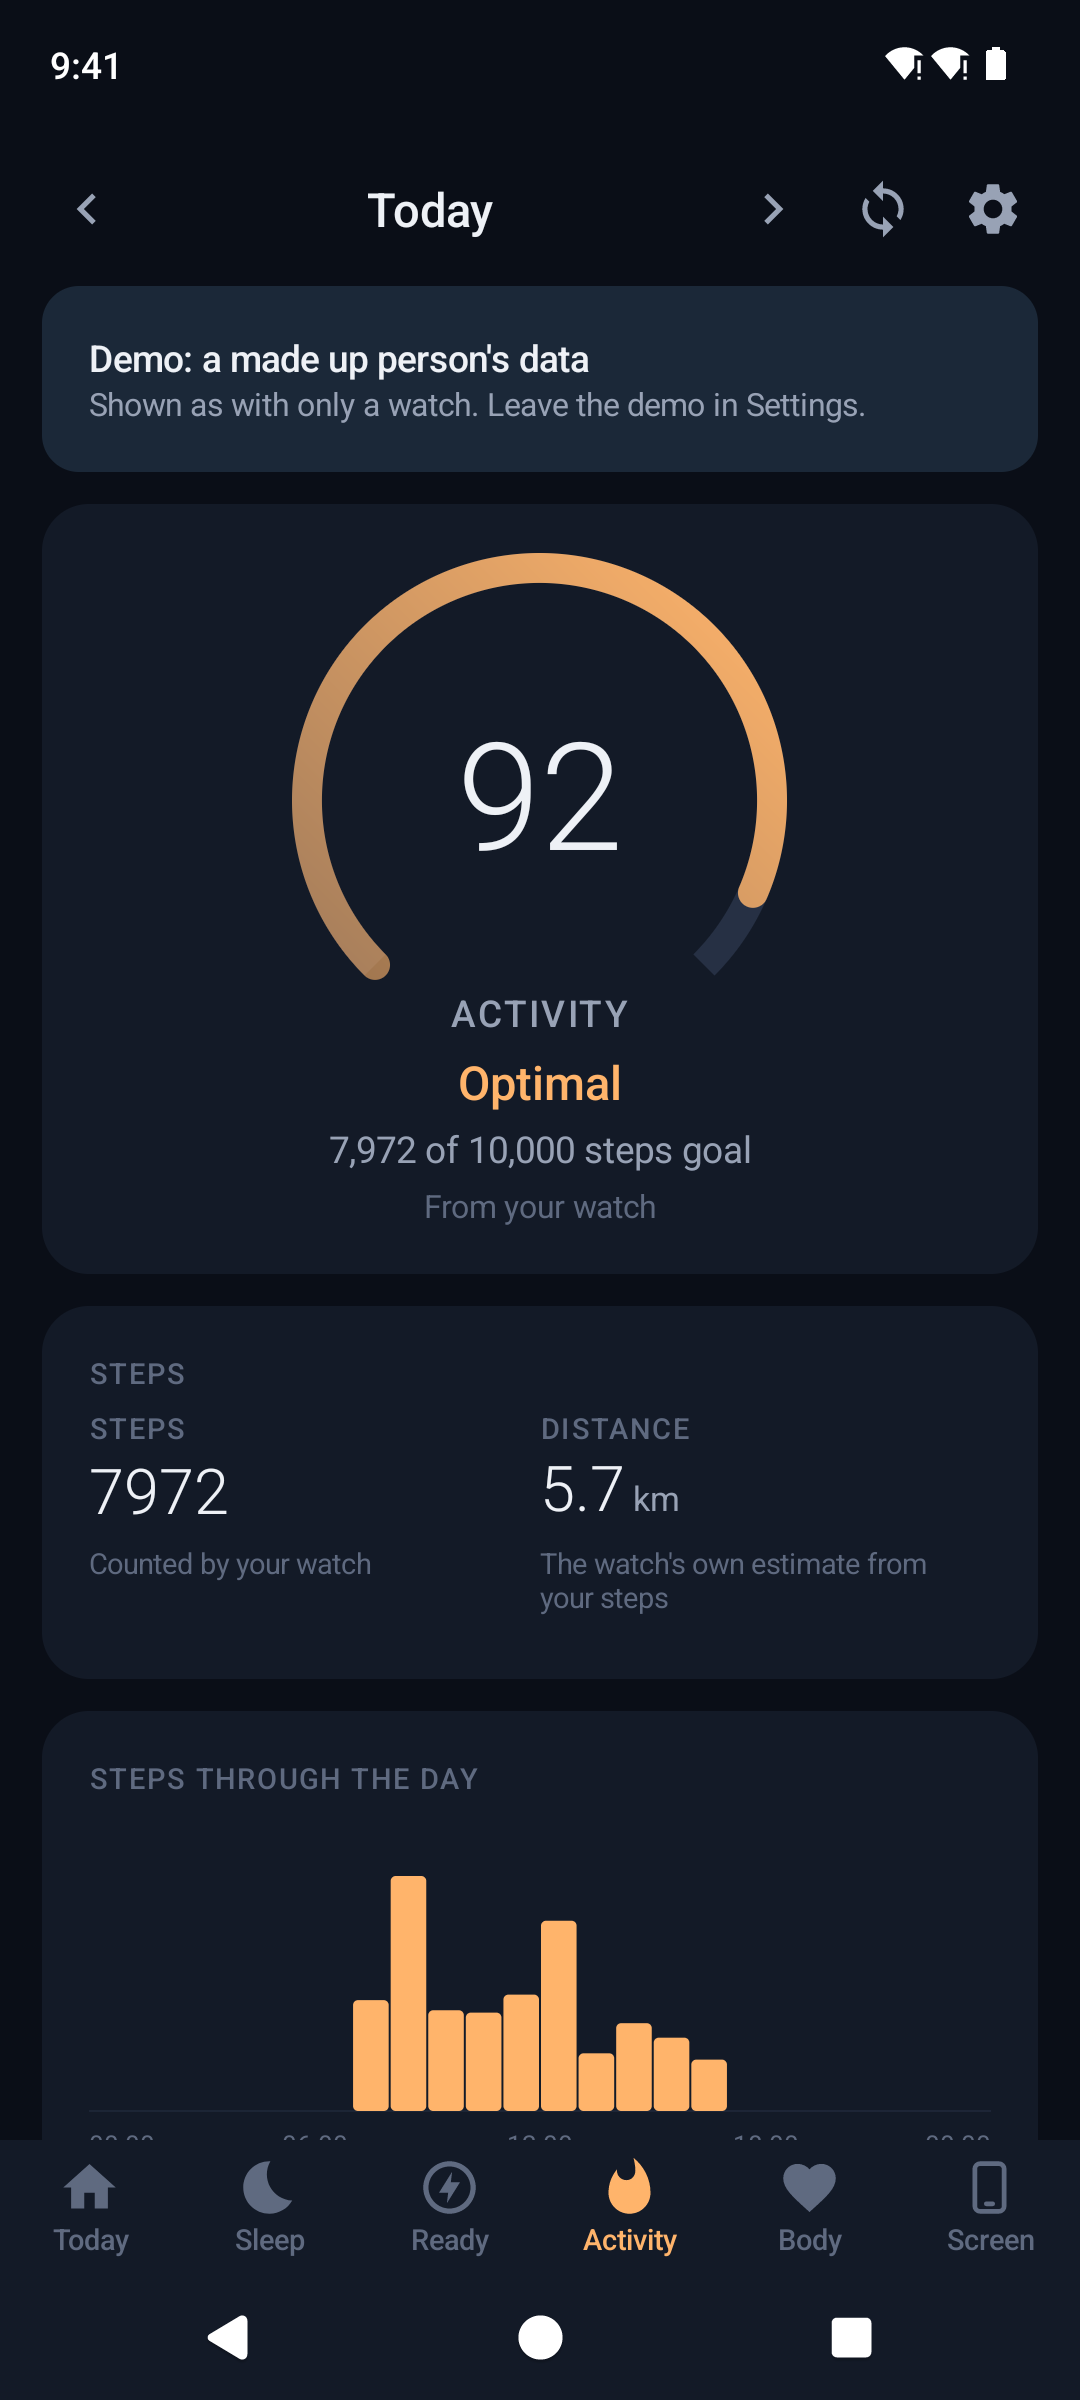 9:41
Today
Demo: a made up person's data
Shown as with only a watch. Leave the demo in Settings.
92
ACTIVITY
Optimal
7,972 of 10,000 steps goal
From your watch
STEPS
STEPS
7972
Counted by your watch
DISTANCE
5.7 km
The watch's own estimate from
your steps
STEPS THROUGH THE DAY
Today
Sleep
Ready
Activity
Body
Screen